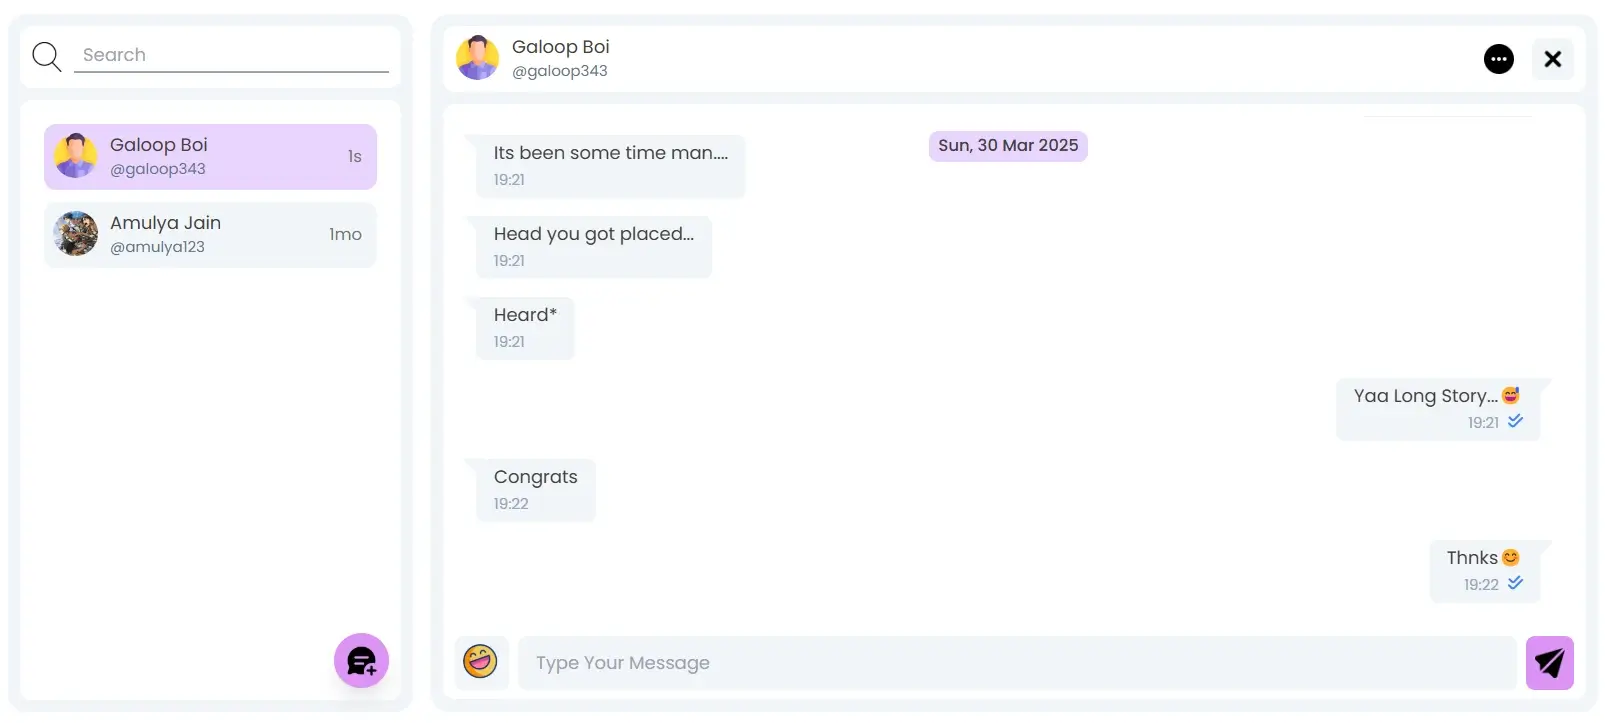 Search
Galoop Boi
@galoop343
1s
Amulya Jain
@amulya123
1mo
Galoop Boi
@galoop343
Sun, 30 Mar 2025
Its been some time man....
19:21
Head you got placed...
19:21
Heard*
19:21
Yaa Long Story...😅
19:21
Congrats
19:22
Thnks😊
19:22
Type Your Message